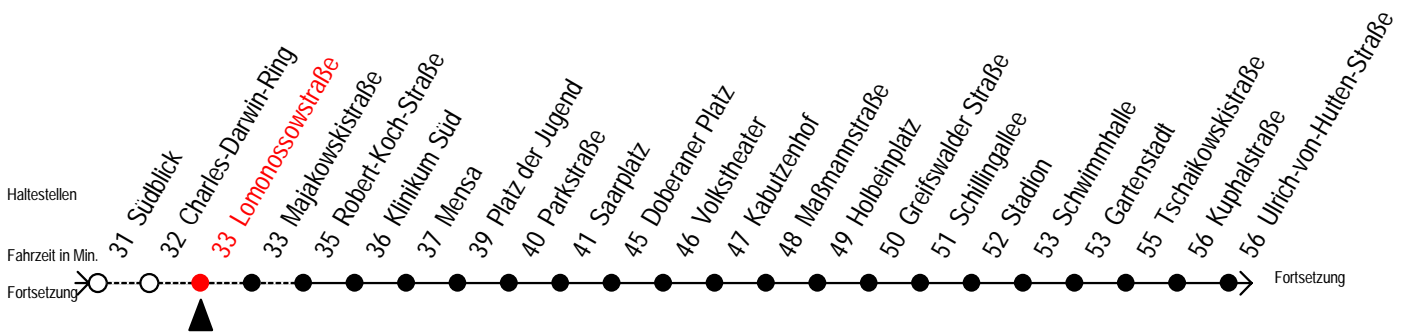 Haltestellen
Fahrzeit in Min.
Fortsetzung
31 Südblick
32 Charles-Darwin-Ring
33 Lomonossowstraße
33 Majakowskistraße
35 Robert-Koch-Straße
36 Klinikum Süd
37 Mensa
39 Platz der Jugend
40 Parkstraße
41 Saarplatz
45 Doberaner Platz
46 Volkstheater
47 Kabutzenhof
48 Maßmannstraße
49 Holbeinplatz
50 Greifswalder Straße
51 Schillingallee
52 Stadion
53 Schwimmhalle
53 Gartenstadt
55 Tschaikowskistraße
56 Kuphalstraße
56 Ulrich-von-Hutten-Straße
Fortsetzung